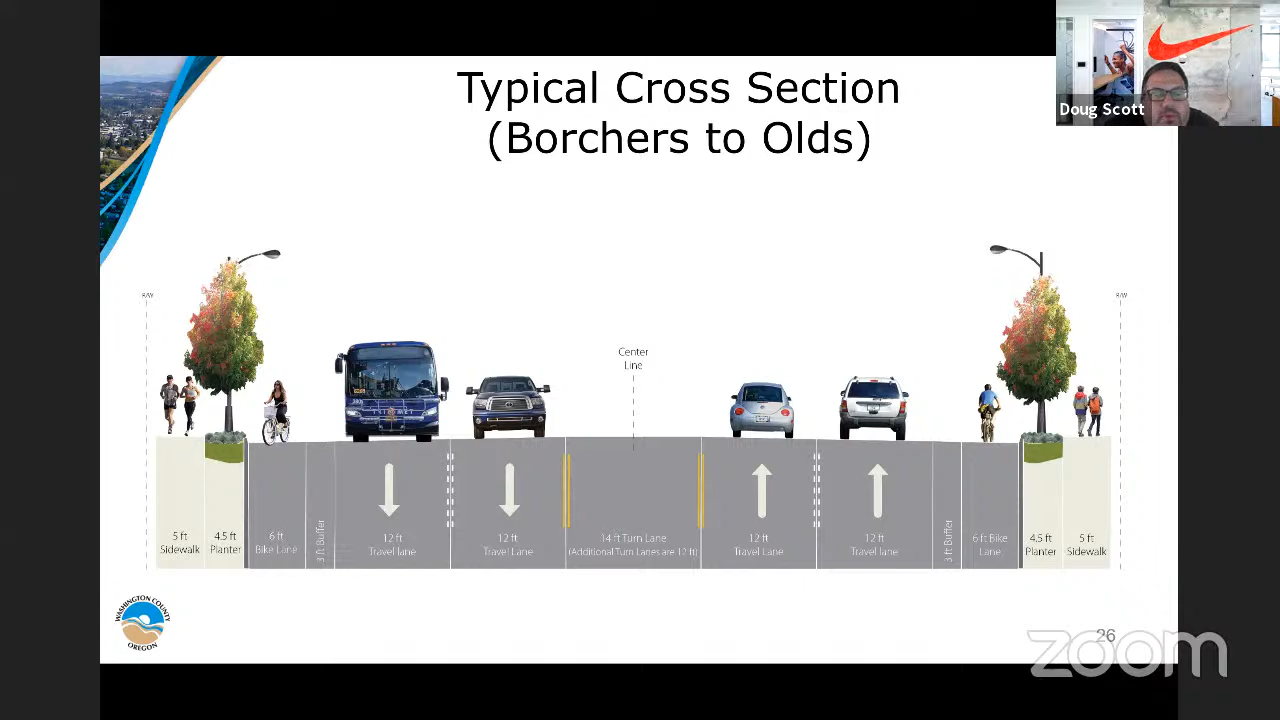 Typical Cross Section
(Borchers to Olds)
Doug Scott
R/W
R/W
Center
Line
5 ft
Sidewalk
4.5 ft
Planter
6 ft
Bike Lane
3 ft Buffer
12 ft
Travel lane
12 ft
Travel Lane
14 ft Turn Lane
(Additional Turn Lanes are 12 ft)
12 ft
Travel Lane
12 ft
Travel lane
3 ft Buffer
6 ft Bike
Lane
4.5 ft
Planter
5 ft
Sidewalk
WASHINGTON COUNTY
OREGON
26
zoom